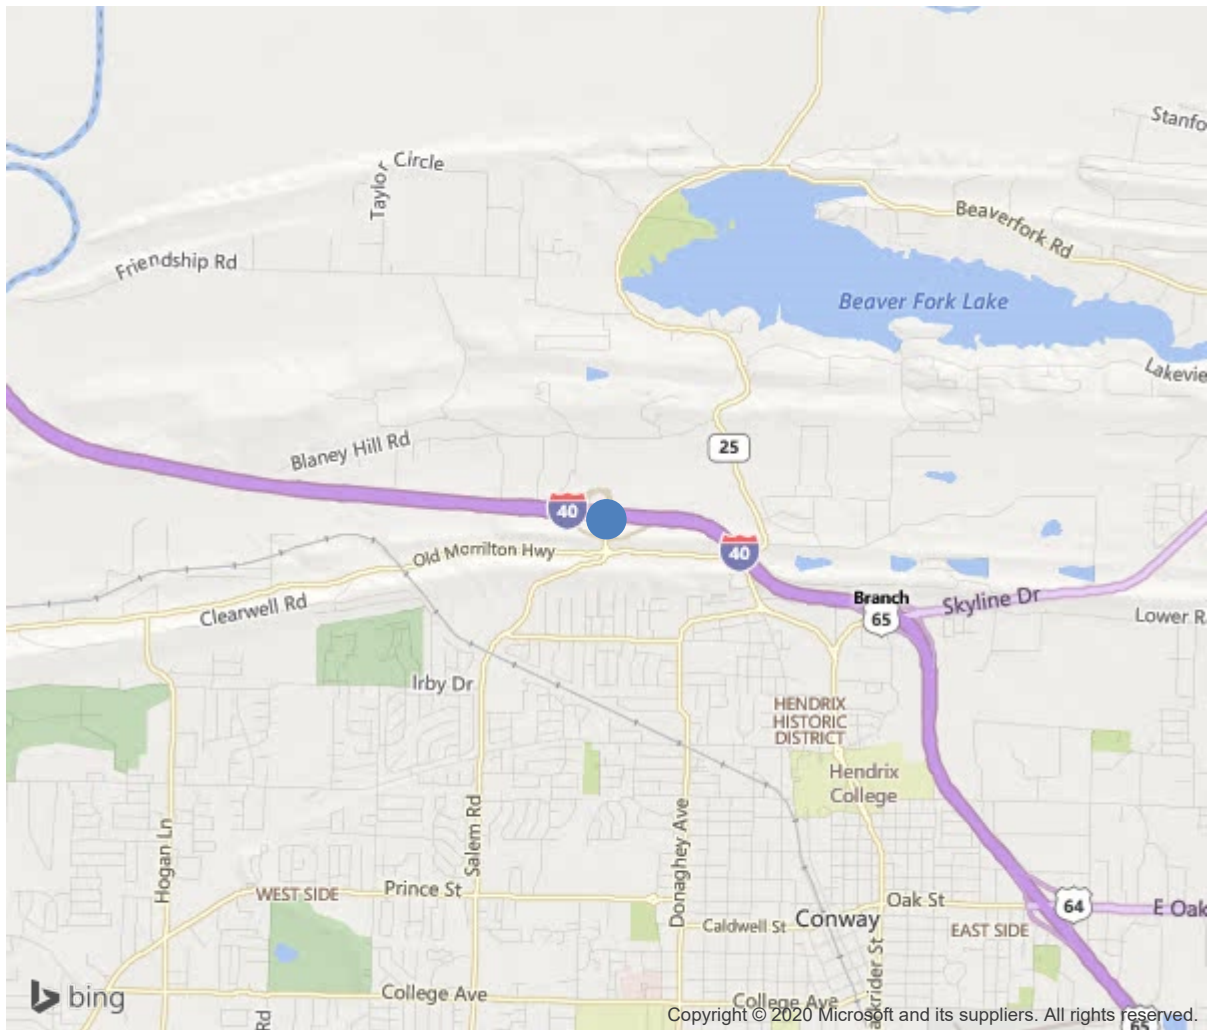 Stanfo
Taylor Circle
Beaverfork Rd
Friendship Rd
Beaver Fork Lake
Lakevie
25
Blaney Hill Rd
40
40
Old Morrilton Hwy
Branch
65
Skyline Dr
Clearwell Rd
Lower R
Irby Dr
HENDRIX
HISTORIC
DISTRICT
Hendrix
College
Hogan Ln
Salem Rd
Donaghey Ave
WEST SIDE
Prince St
Oak St
64
E Oak
Caldwell St
Conway
EAST SIDE
krider St
bing
College Ave
College Ave
Rd
65
Copyright © 2020 Microsoft and its suppliers. All rights reserved.